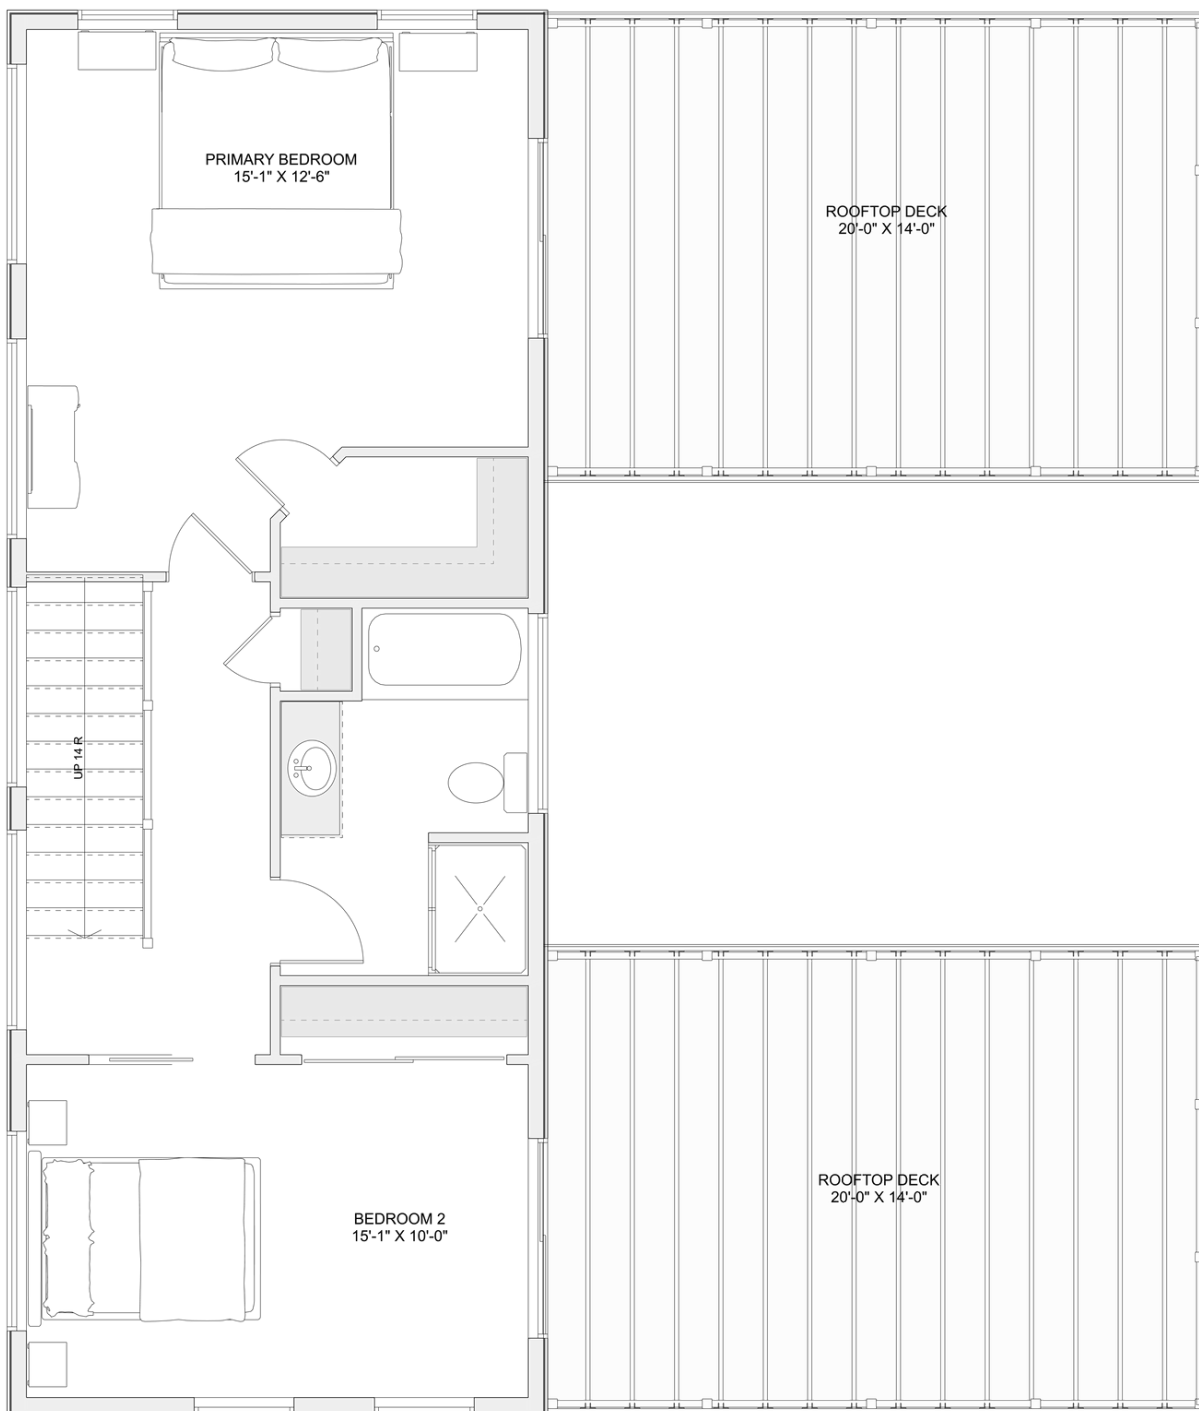 PRIMARY BEDROOM
15'-1" X 12'-6"
ROOFTOP DECK
20'-0" X 14'-0"
UP 14 R
ROOFTOP DECK
20'-0" X 14'-0"
BEDROOM 2
15'-1" X 10'-0"